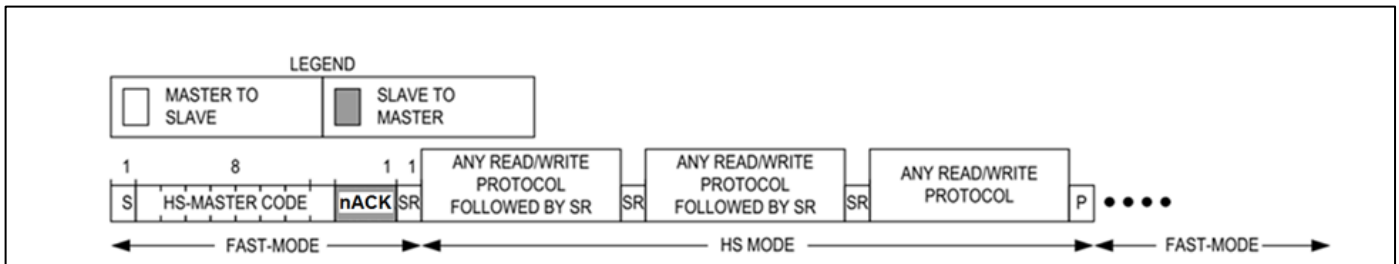 LEGEND
MASTER TO
SLAVE
SLAVE TO
MASTER
1 8 1 1
S HS-MASTER CODE nACK SR
ANY READ/WRITE
PROTOCOL
FOLLOWED BY SR
SR
ANY READ/WRITE
PROTOCOL
FOLLOWED BY SR
SR
ANY READ/WRITE
PROTOCOL
P
FAST-MODE HS MODE FAST-MODE